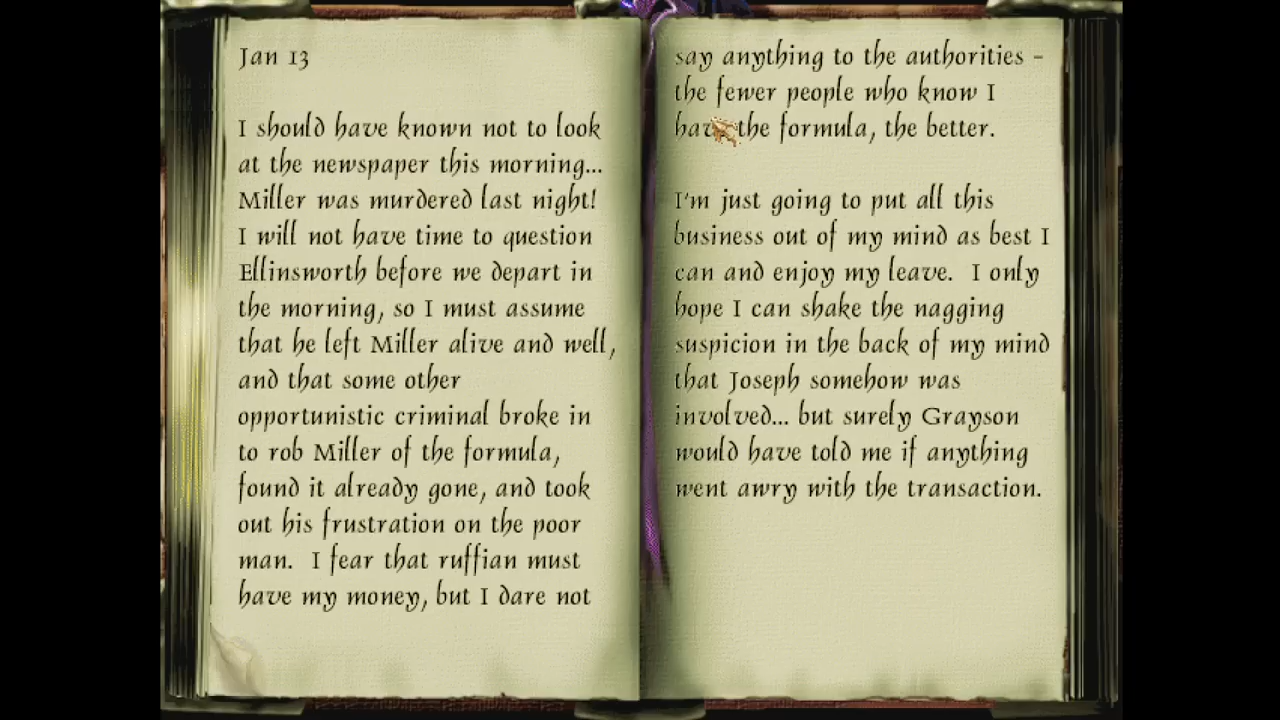 Jan 13
I should have known not to look
at the newspaper this morning...
Miller was murdered last night!
I will not have time to question
Ellinsworth before we depart in
the morning, so I must assume
that he left Miller alive and well,
and that some other
opportunistic criminal broke in
to rob Miller of the formula,
found it already gone, and took
out his frustration on the poor
man.  I fear that ruffian must
have my money, but I dare not
say anything to the authorities -
the fewer people who know I
have the formula, the better.
I'm just going to put all this
business out of my mind as best I
can and enjoy my leave.  I only
hope I can shake the nagging
suspicion in the back of my mind
that Joseph somehow was
involved... but surely Grayson
would have told me if anything
went awry with the transaction.